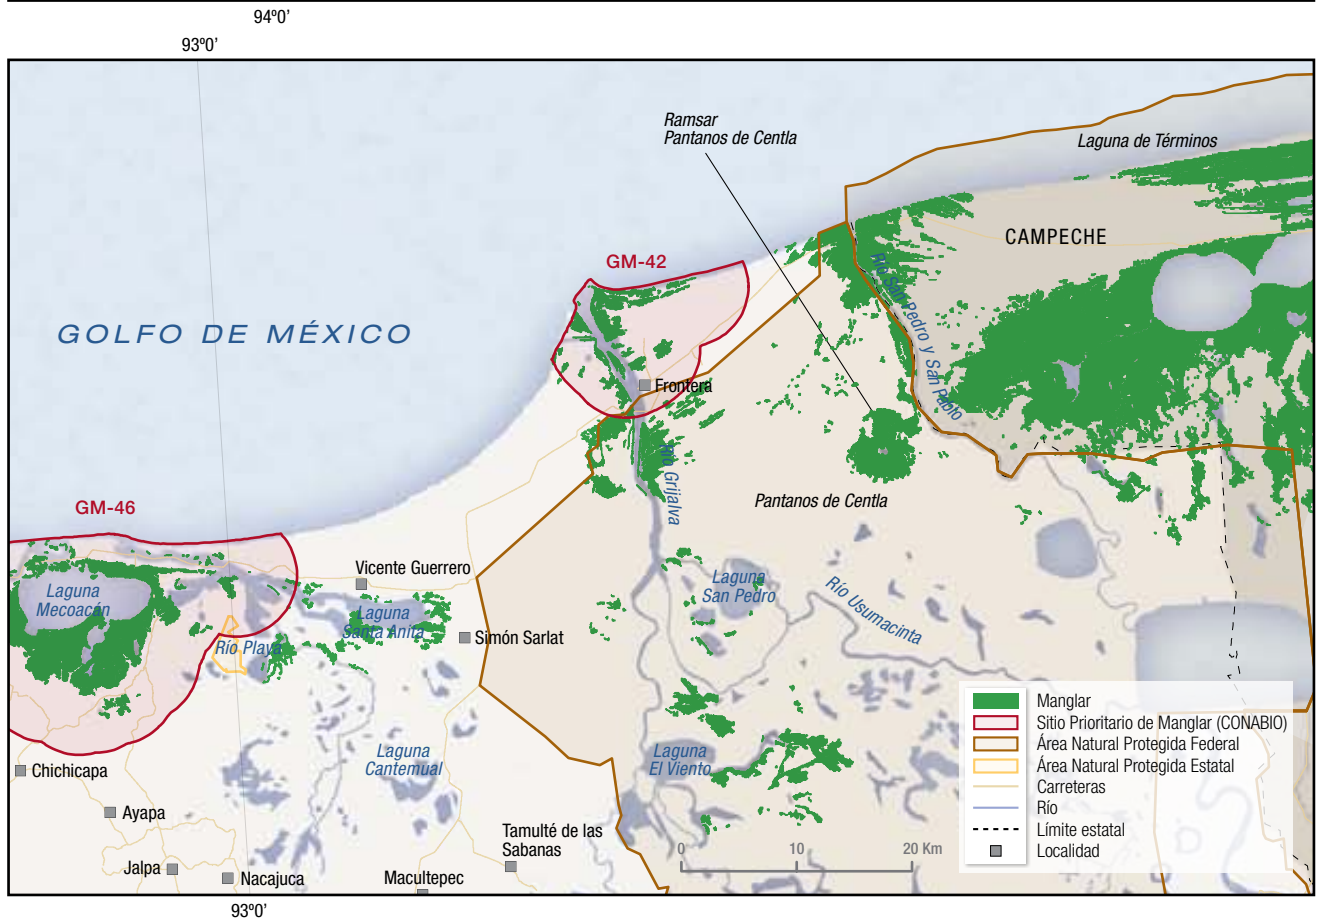 94º0'
93º0'
Ramsar
Pantanos de Centla
Laguna de Términos
CAMPECHE
GM-42
GOLFO DE MÉXICO
Río San Pedro y San Pablo
Frontera
Río Grijalva
Pantanos de Centla
GM-46
Vicente Guerrero
Laguna
Mecoacán
Laguna
San Pedro
Río Usumacinta
Laguna
Santa Anita
Simón Sarlat
Río Playa
Manglar
Sitio Prioritario de Manglar (CONABIO)
Área Natural Protegida Federal
Área Natural Protegida Estatal
Carreteras
Río
Límite estatal
Localidad
Laguna
Cantemual
Laguna
El Viento
Chichicapa
Ayapa
Tamulté de las
Sabanas
0 10 20 Km
Jalpa
Nacajuca
Macultepec
93º0'